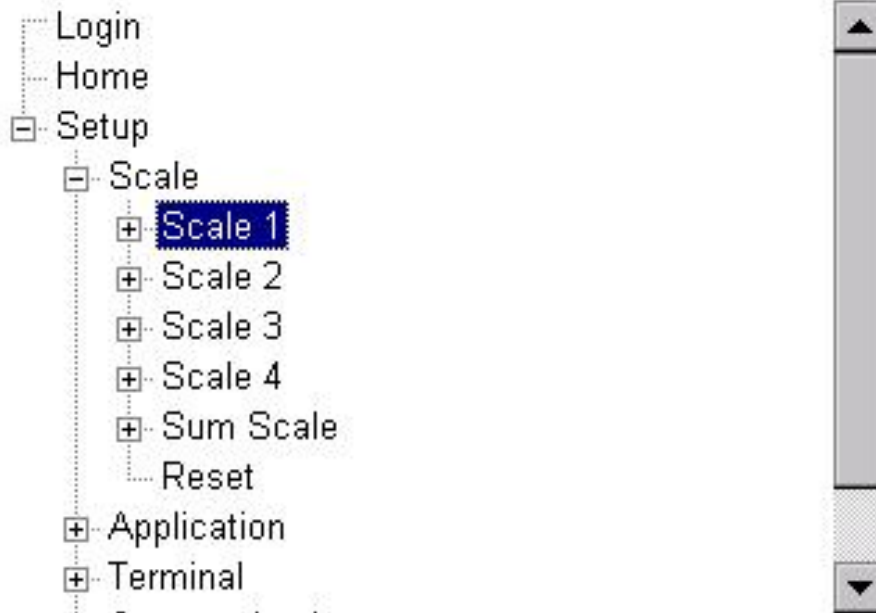 Login
Home
Setup
Scale
Scale 1
Scale 2
Scale 3
Scale 4
Sum Scale
Reset
Application
Terminal